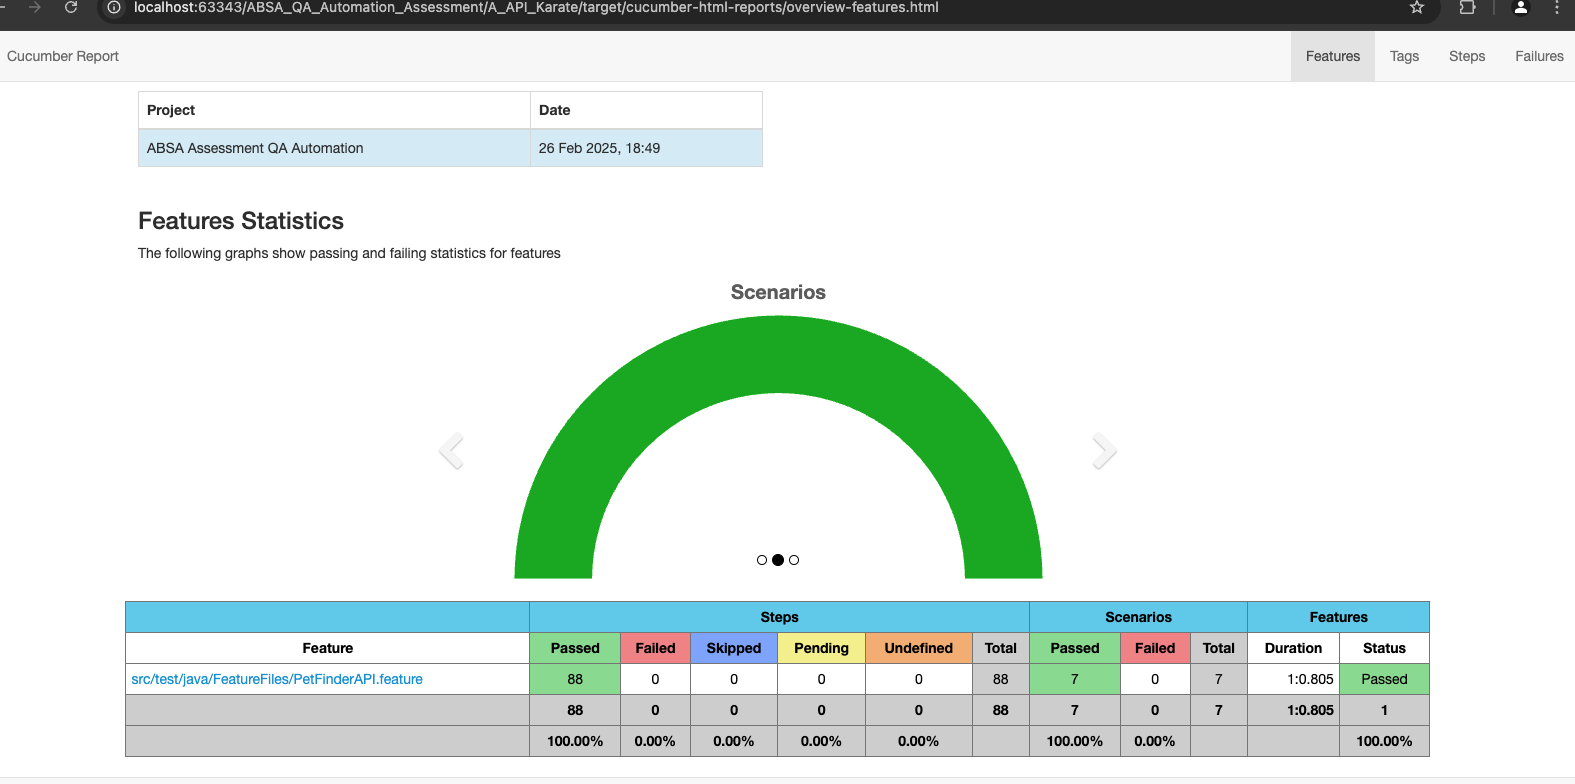 localhost:63343/ABSA_QA_Automation_Assessment/A_API_Karate/target/cucumber-html-reports/overview-features.html
Cucumber Report Features Tags Steps Failures
Project Date
ABSA Assessment QA Automation 26 Feb 2025, 18:49
Features Statistics
The following graphs show passing and failing statistics for features
Scenarios
Steps Scenarios Features
Feature Passed Failed Skipped Pending Undefined Total Passed Failed Total Duration Status
src/test/java/FeatureFiles/PetFinderAPI.feature 88 0 0 0 0 88 7 0 7 1:0.805 Passed
88 0 0 0 0 88 7 0 7 1:0.805 1
100.00% 0.00% 0.00% 0.00% 0.00% 100.00% 0.00% 100.00%